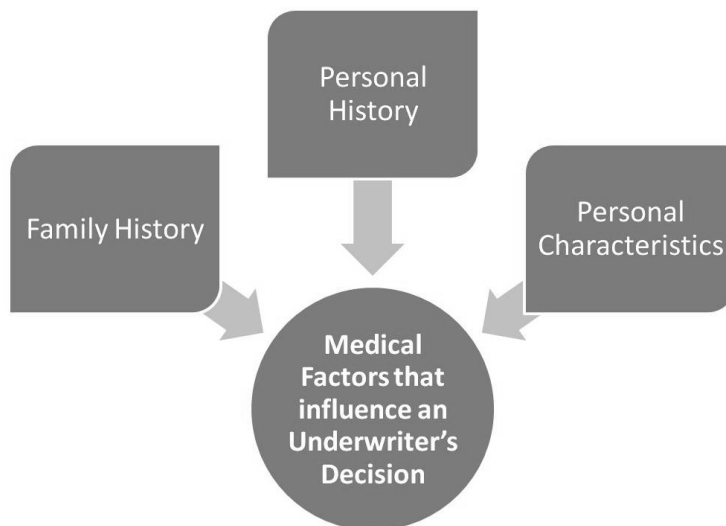 Personal
History
Family History
Personal
Characteristics
Medical
Factors that
influence an
Underwriter’s
Decision